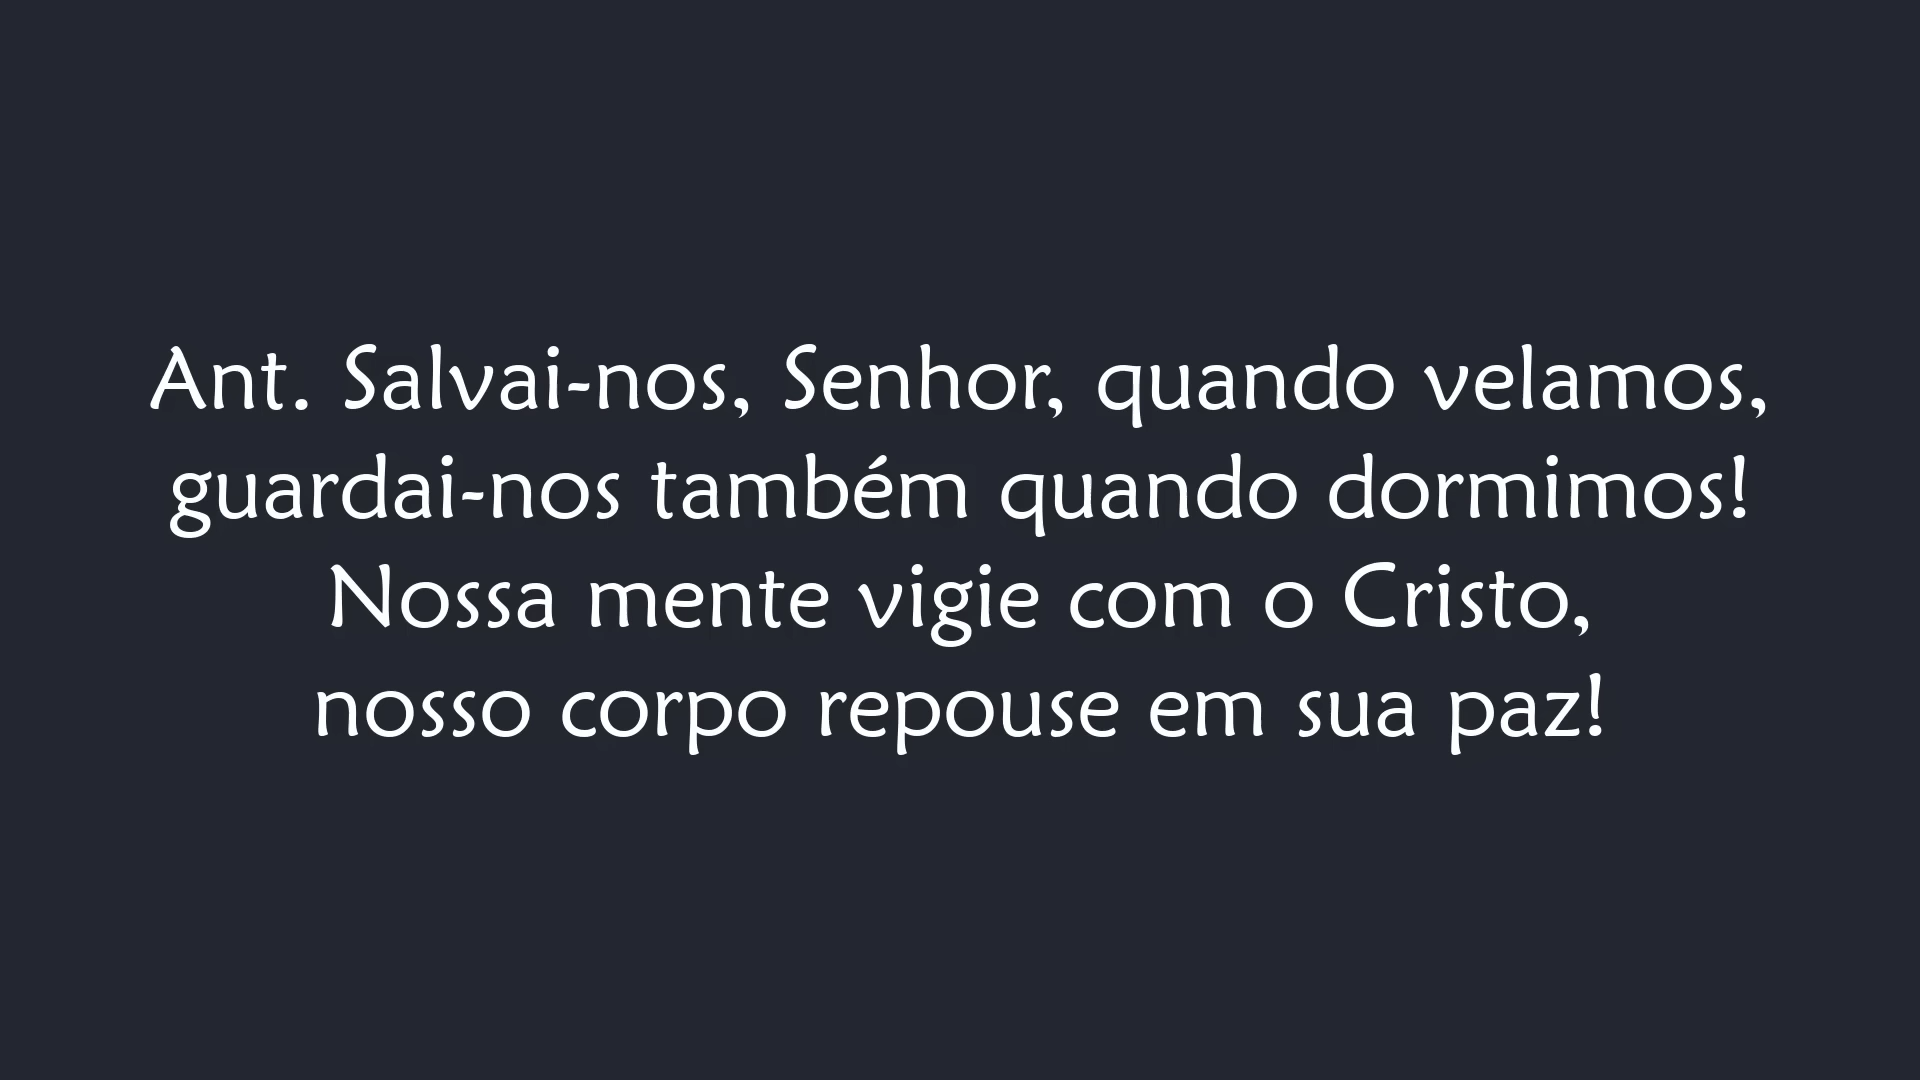 Ant. Salvai-nos, Senhor, quando velamos,
guardai-nos também quando dormimos!
Nossa mente vigie com o Cristo,
nosso corpo repouse em sua paz!